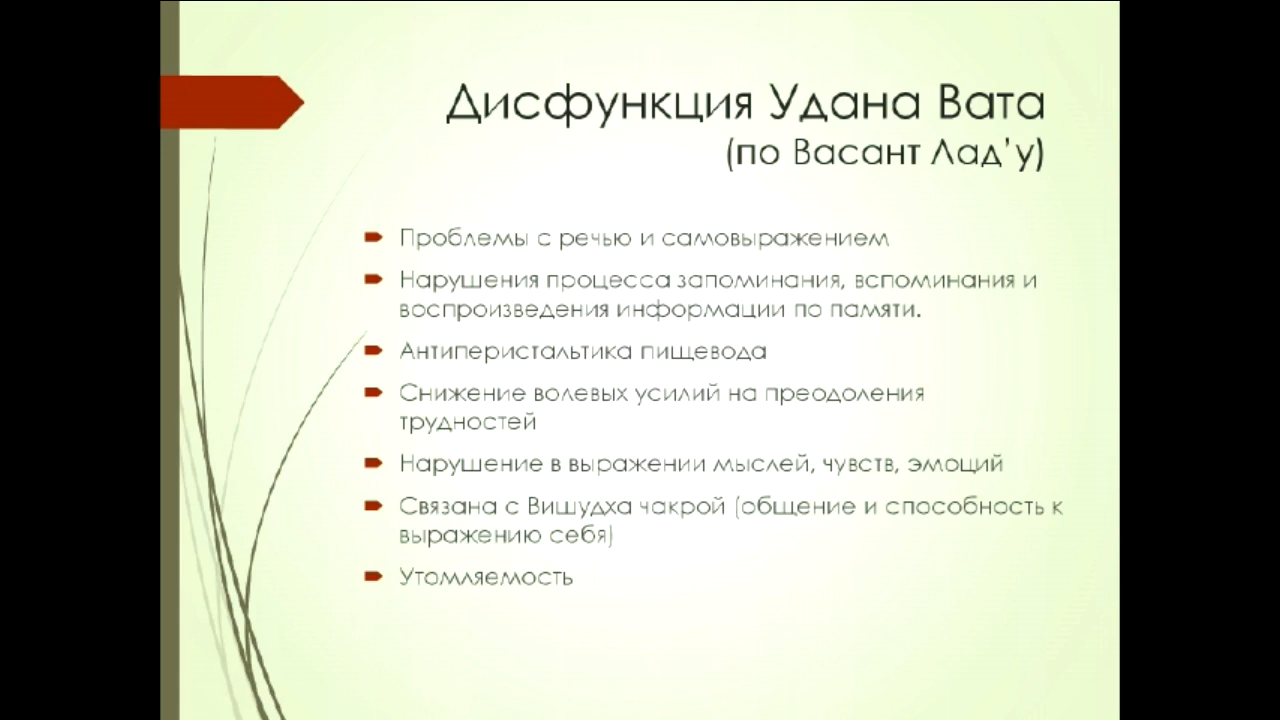 Дисфункция Удана Вата
(по Васант Лад'у)
Проблемы с речью и самовыражением
Нарушения процесса запоминания, вспоминания и
воспроизведения информации по памяти.
Антиперистальтика пищевода
Снижение волевых усилий на преодоления
трудностей
Нарушение в выражении мыслей, чувств, эмоций
Связана с Вишудха чакрой (общение и способность к
выражению себя)
Утомляемость